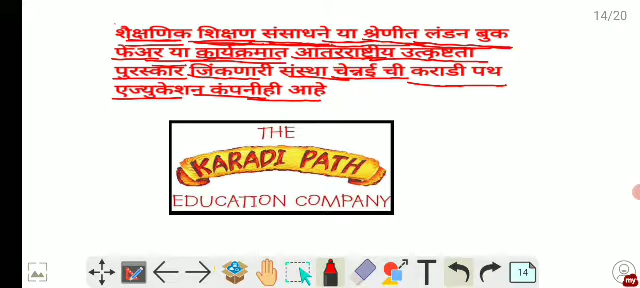 14/20
शैक्षणिक शिक्षण संसाधने या श्रेणीत लंडन बुक
फेअर या कार्यक्रमात आंतरराष्ट्रीय उत्कृष्टता
पुरस्कार जिंकणारी संस्था चेन्नई ची कराडी पथ
एज्युकेशन कंपनीही आहे
THE
KARADI PATH
EDUCATION COMPANY
T
14
my